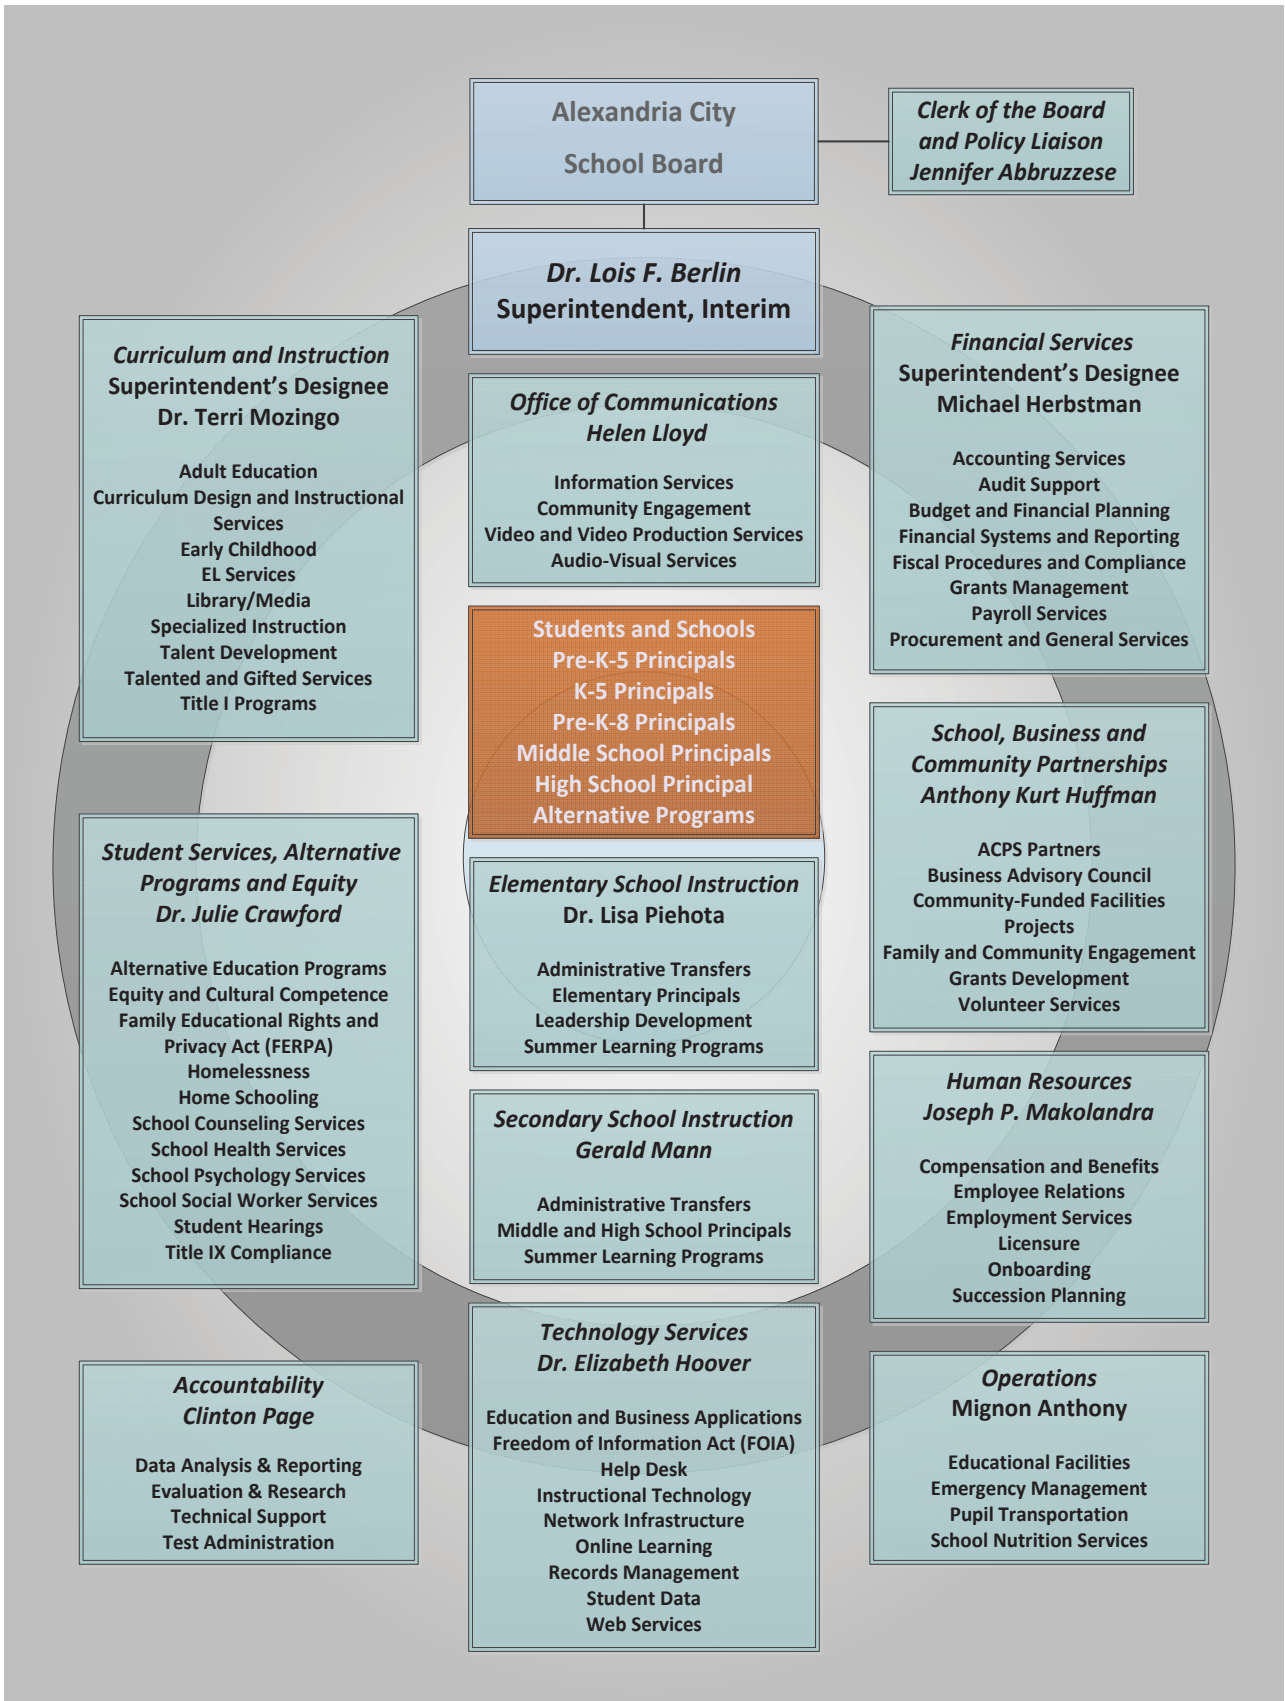 Alexandria City
School Board
Clerk of the Board
and Policy Liaison
Jennifer Abbruzzese
Dr. Lois F. Berlin
Superintendent, Interim
Curriculum and Instruction
Superintendent's Designee
Dr. Terri Mozingo
Adult Education
Curriculum Design and Instructional
Services
Early Childhood
EL Services
Library/Media
Specialized Instruction
Talent Development
Talented and Gifted Services
Title I Programs
Office of Communications
Helen Lloyd
Information Services
Community Engagement
Video and Video Production Services
Audio-Visual Services
Financial Services
Superintendent's Designee
Michael Herbstman
Accounting Services
Audit Support
Budget and Financial Planning
Financial Systems and Reporting
Fiscal Procedures and Compliance
Grants Management
Payroll Services
Procurement and General Services
Students and Schools
Pre-K-5 Principals
K-5 Principals
Pre-K-8 Principals
Middle School Principals
High School Principal
Alternative Programs
School, Business and
Community Partnerships
Anthony Kurt Huffman
ACPS Partners
Business Advisory Council
Community-Funded Facilities
Projects
Family and Community Engagement
Grants Development
Volunteer Services
Student Services, Alternative
Programs and Equity
Dr. Julie Crawford
Alternative Education Programs
Equity and Cultural Competence
Family Educational Rights and
Privacy Act (FERPA)
Homelessness
Home Schooling
School Counseling Services
School Health Services
School Psychology Services
School Social Worker Services
Student Hearings
Title IX Compliance
Elementary School Instruction
Dr. Lisa Piehota
Administrative Transfers
Elementary Principals
Leadership Development
Summer Learning Programs
Human Resources
Joseph P. Makolandra
Compensation and Benefits
Employee Relations
Employment Services
Licensure
Onboarding
Succession Planning
Secondary School Instruction
Gerald Mann
Administrative Transfers
Middle and High School Principals
Summer Learning Programs
Technology Services
Dr. Elizabeth Hoover
Education and Business Applications
Freedom of Information Act (FOIA)
Help Desk
Instructional Technology
Network Infrastructure
Online Learning
Records Management
Student Data
Web Services
Accountability
Clinton Page
Data Analysis & Reporting
Evaluation & Research
Technical Support
Test Administration
Operations
Mignon Anthony
Educational Facilities
Emergency Management
Pupil Transportation
School Nutrition Services